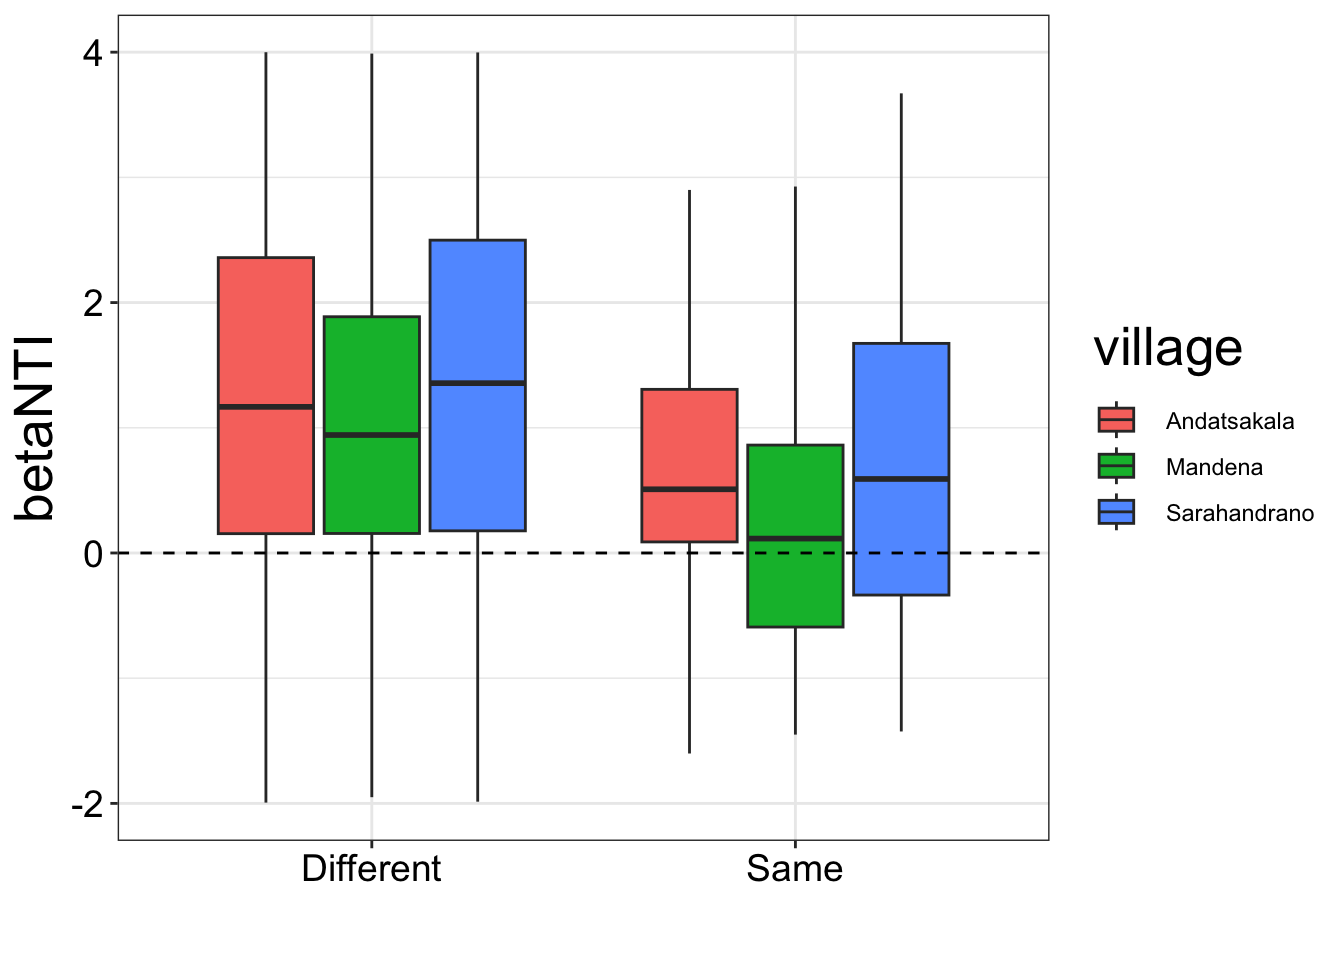 betaNTI
4
2
0
-2
Different
Same
village
Andatsakala
Mandena
Sarahandrano